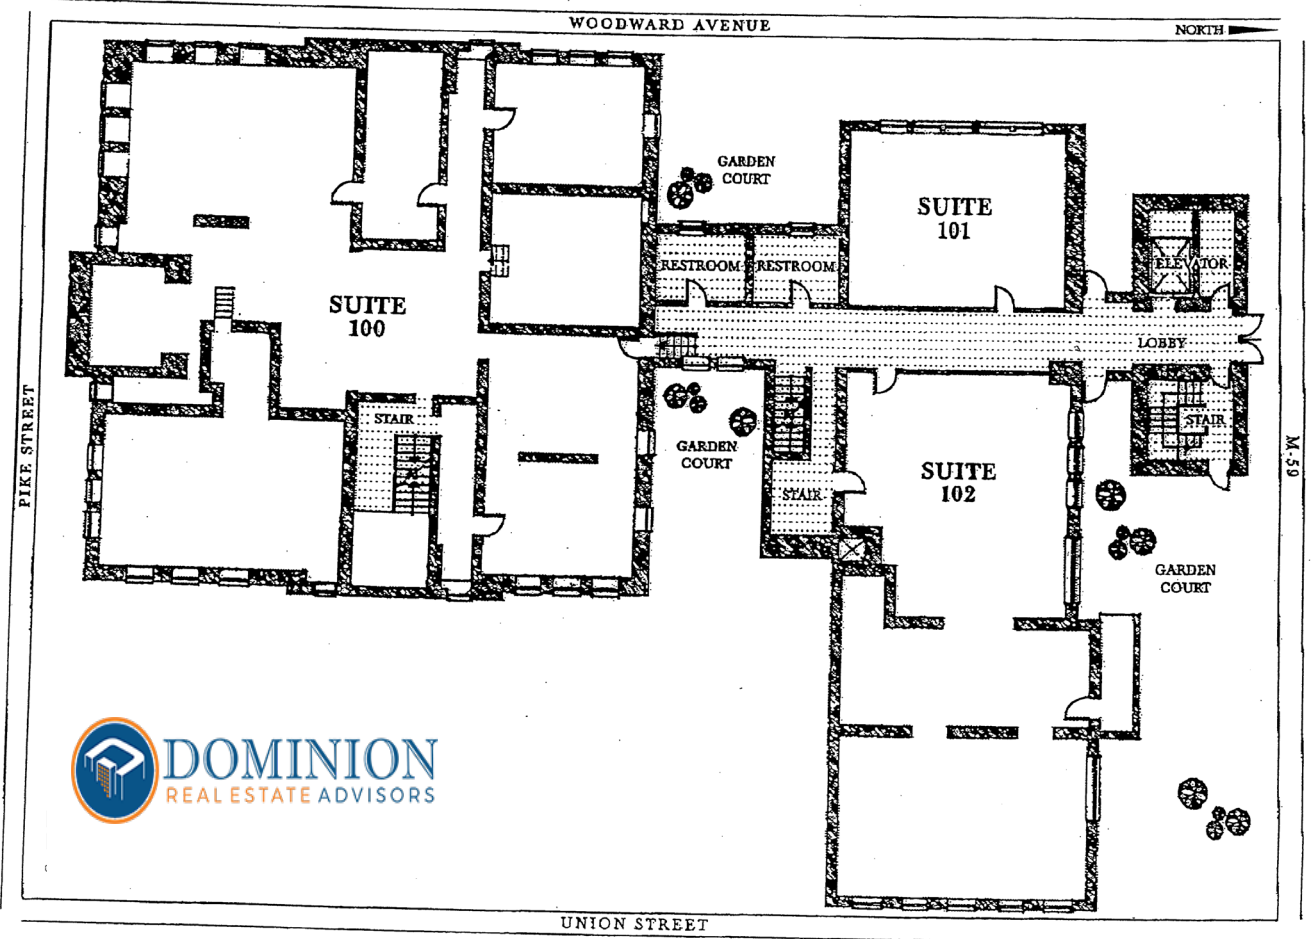 WOODWARD AVENUE
NORTH
GARDEN
COURT
SUITE
101
RESTROOM
RESTROOM
ELEVATOR
SUITE
100
LOBBY
PIKE STREET
STAIR
GARDEN
COURT
STAIR
SUITE
102
STAIR
M-59
GARDEN
COURT
DOMINION
REAL ESTATE ADVISORS
UNION STREET